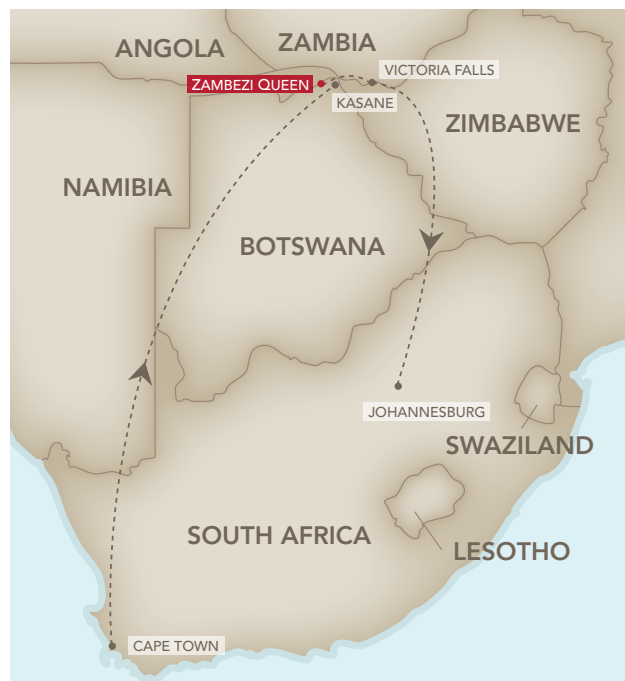 ANGOLA
ZAMBIA
VICTORIA FALLS
ZAMBEZI QUEEN
KASANE
ZIMBABWE
NAMIBIA
BOTSWANA
JOHANNESBURG
SWAZILAND
SOUTH AFRICA
LESOTHO
CAPE TOWN